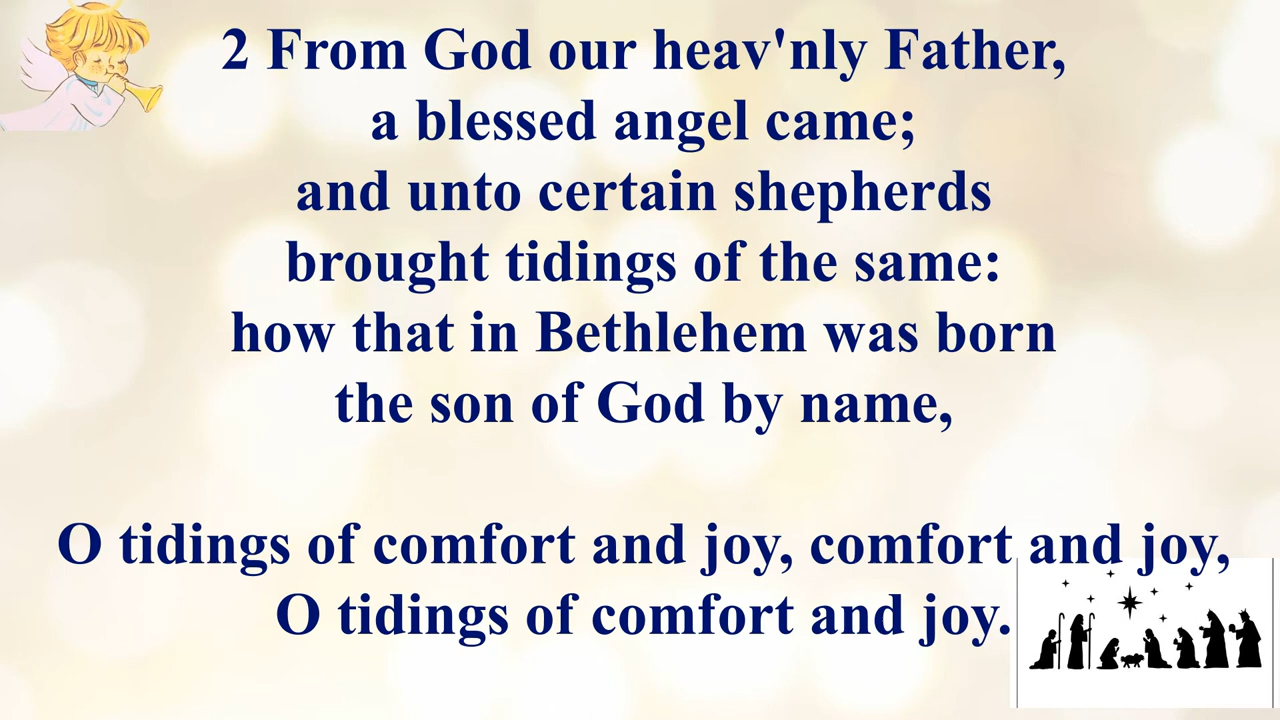 2 From God our heav'nly Father,
a blessed angel came;
and unto certain shepherds
brought tidings of the same:
how that in Bethlehem was born
the son of God by name,
O tidings of comfort and joy, comfort and joy,
O tidings of comfort and joy.